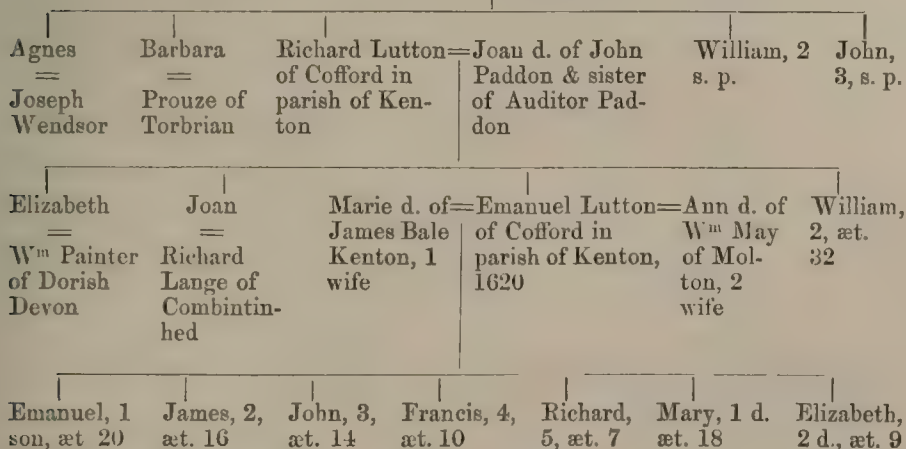 Agnes
=
Joseph
Wendsor
Barbara
=
Prouze of
Torbrian
Richard Lutton=Joan d. of John
of Cofford in Paddon & sister
parish of Ken- of Auditor Pad-
ton don
William, 2
s. p.
John,
3, s. p.
Elizabeth
=
Wm Painter
of Dorish
Devon
Joan
=
Richard
Lange of
Combintin-
hed
Marie d. of=Emanuel Lutton=Ann d. of
James Bale of Cofford in Wm May
Kenton, 1 parish of Kenton, of Mol-
wife 1620 ton, 2
wife
William,
2, æt.
32
Emanuel, 1
son, æt 20
James, 2,
æt. 16
John, 3,
æt. 14
Francis, 4,
æt. 10
Richard,
5, æt. 7
Mary, 1 d.
æt. 18
Elizabeth,
2 d., æt. 9